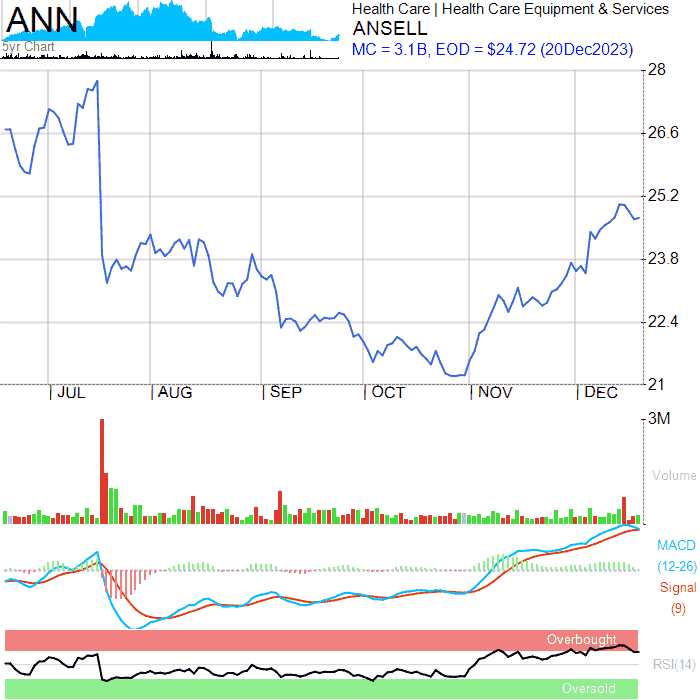 ANN
5yr Chart
Health Care | Health Care Equipment & Services
ANSELL
MC = 3.1B, EOD = $24.72 (20Dec2023)
28
26.6
25.2
23.8
22.4
21
JUL AUG SEP OCT NOV DEC
3M
Volume
MACD
(12-26)
Signal
(9)
Overbought
RSI(14)
Oversold